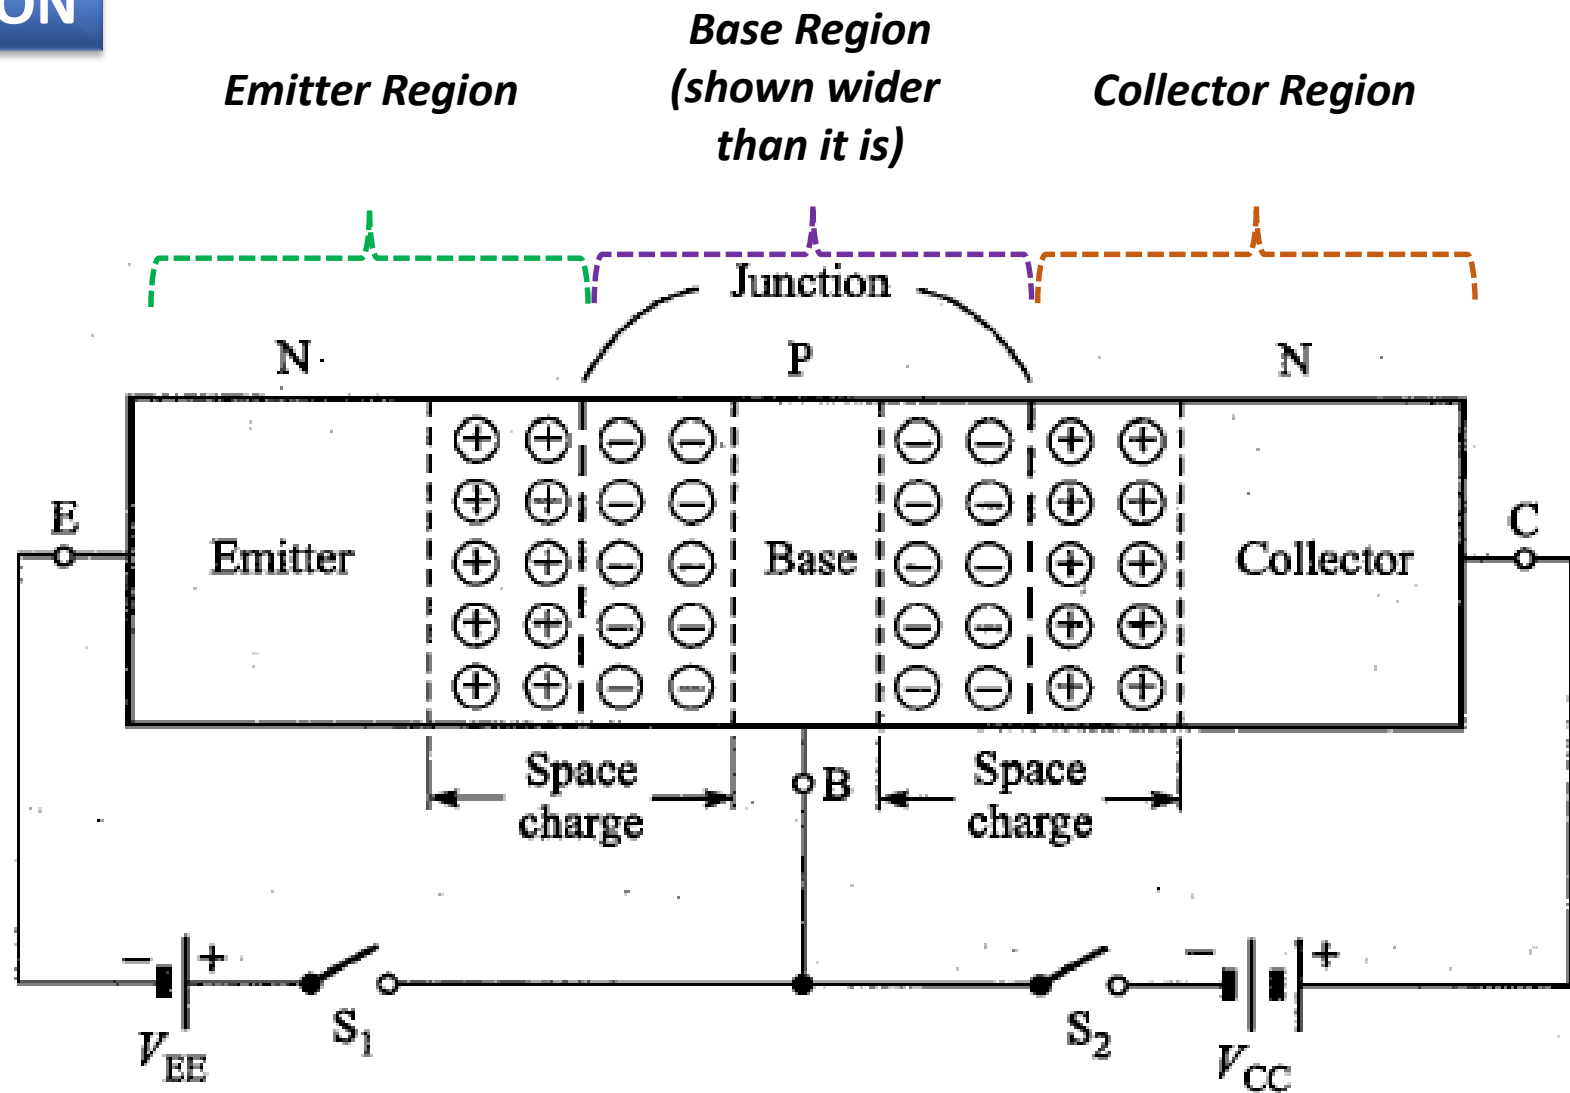 ON
Base Region
(shown wider
than it is)
Emitter Region
Collector Region
Junction
N
P
N
+ + − − − − + +
+ + − − − − + +
+ + − − − − + +
+ + − − − − + +
+ + − − − − + +
E
Emitter
Base
Collector
C
Space
charge
B
Space
charge
− +
S1
VEE
− +
S2
VCC